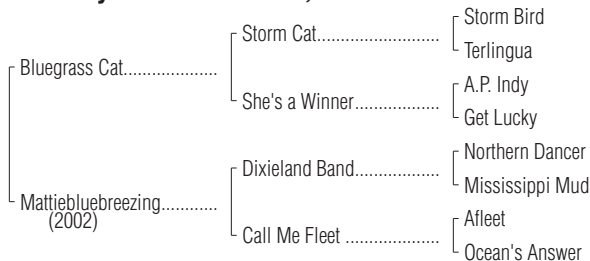 Storm Bird
Storm Cat....................
Terlingua
Bluegrass Cat....................
A.P. Indy
She's a Winner..................
Get Lucky
Northern Dancer
Dixieland Band..................
Mississippi Mud
Mattiebluebreezing............
(2002)
Afleet
Call Me Fleet ....................
Ocean's Answer